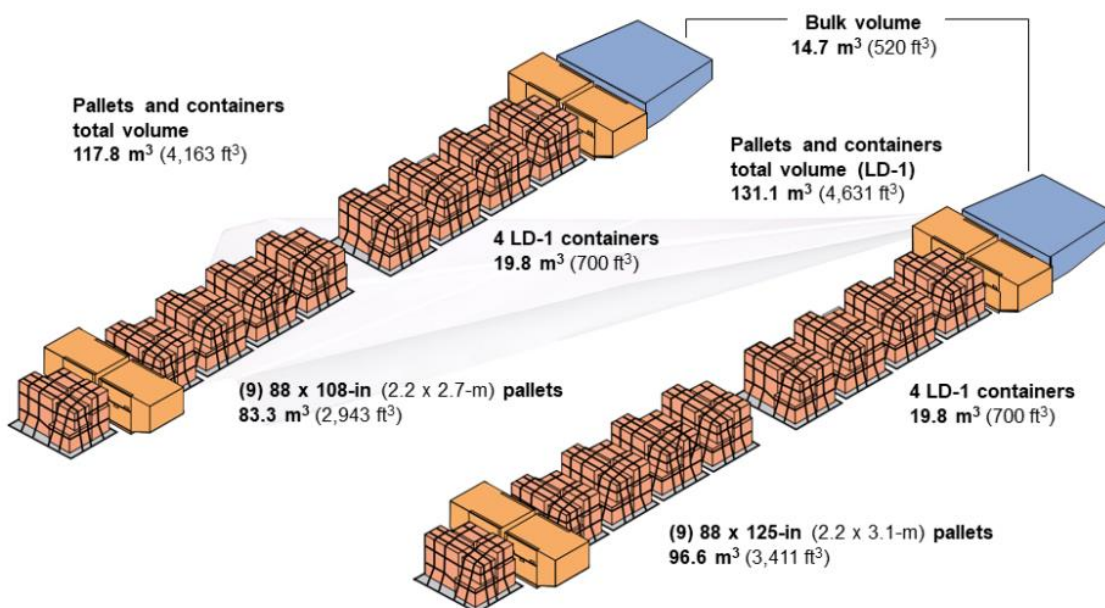 Bulk volume
14.7 m³ (520 ft³)
Pallets and containers
total volume
117.8 m³ (4,163 ft³)
Pallets and containers
total volume (LD-1)
131.1 m³ (4,631 ft³)
4 LD-1 containers
19.8 m³ (700 ft³)
(9) 88 x 108-in (2.2 x 2.7-m) pallets
83.3 m³ (2,943 ft³)
4 LD-1 containers
19.8 m³ (700 ft³)
(9) 88 x 125-in (2.2 x 3.1-m) pallets
96.6 m³ (3,411 ft³)